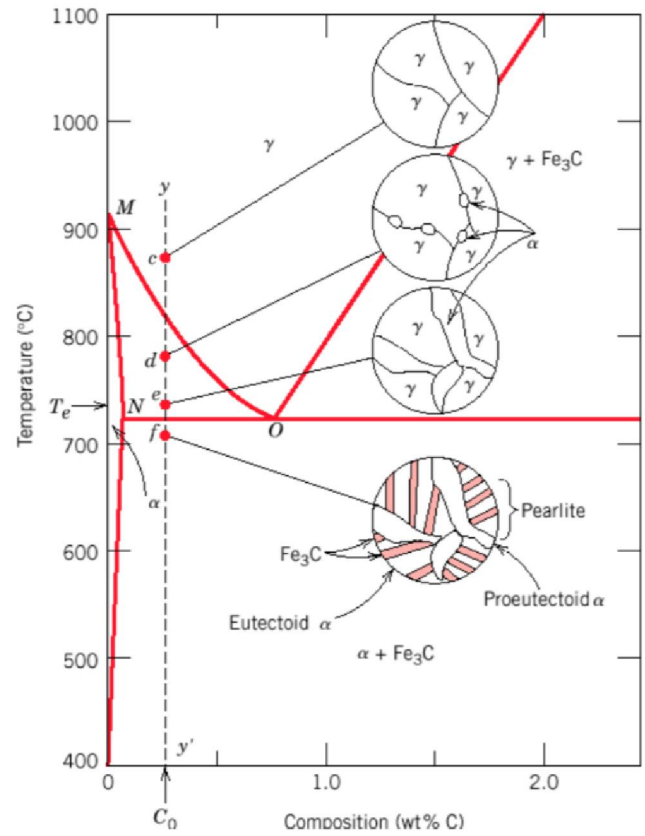 1100
1000
900
800
700
600
500
400
Temperature (°C)
T_e
γ
γ
γ
γ
γ
γ + Fe₃C
y
M
c
γ
γ
γ
γ
α
d
γ
γ
γ
γ
e
N
O
f
α
Pearlite
Fe₃C
Proeutectoid α
Eutectoid α
α + Fe₃C
y′
0
1.0
2.0
C₀
Composition (wt% C)